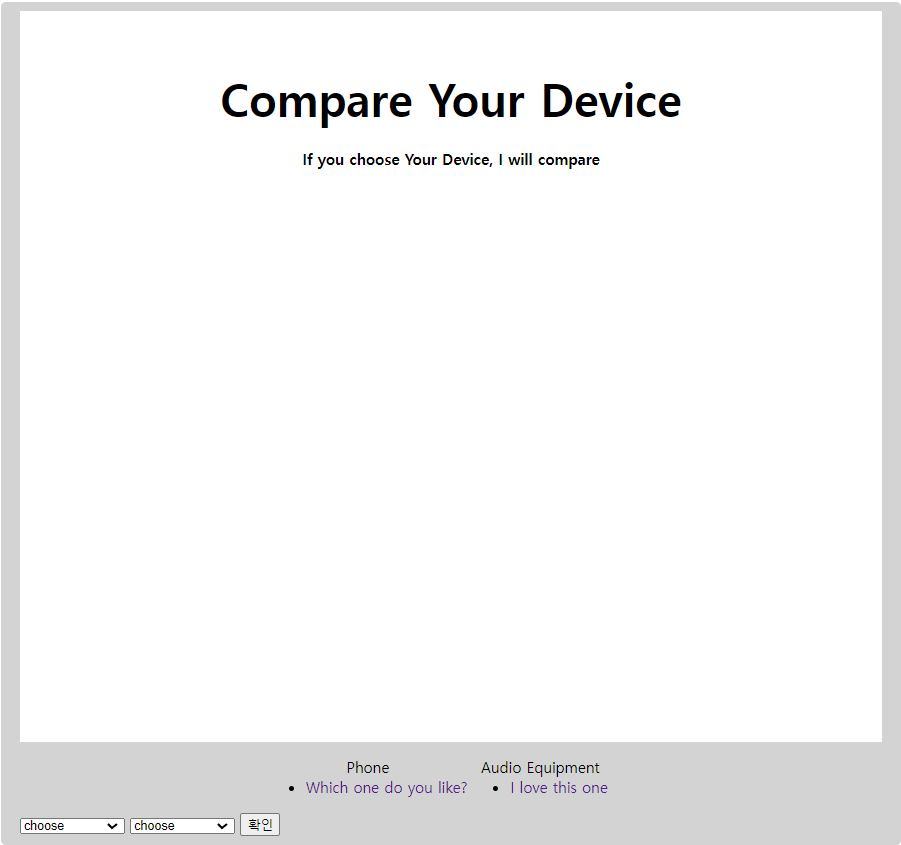 Compare Your Device
If you choose Your Device, I will compare
Phone
Which one do you like?
Audio Equipment
I love this one
choose choose 확인